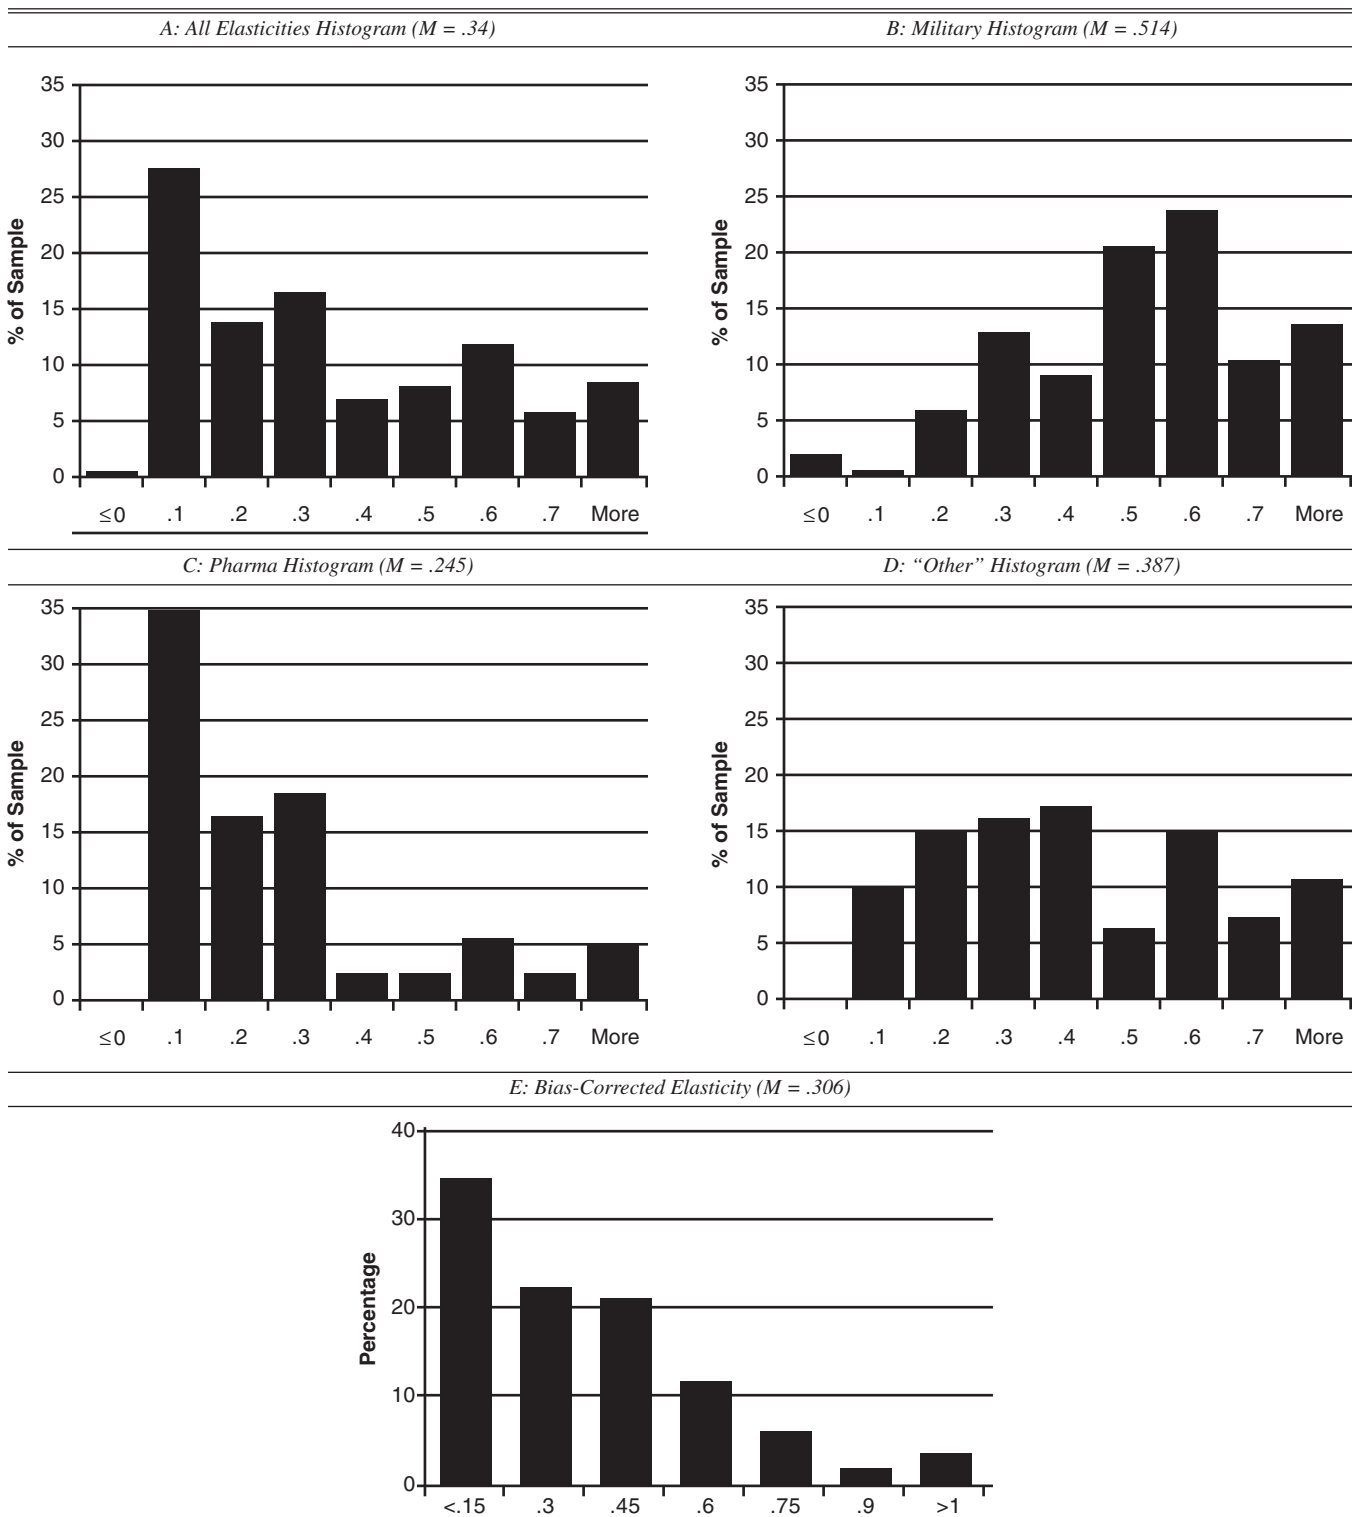 A: All Elasticities Histogram (M = .34)
B: Military Histogram (M = .514)
% of Sample
35
30
25
20
15
10
5
0
≤0 .1 .2 .3 .4 .5 .6 .7 More
% of Sample
35
30
25
20
15
10
5
0
≤0 .1 .2 .3 .4 .5 .6 .7 More
C: Pharma Histogram (M = .245)
D: “Other” Histogram (M = .387)
% of Sample
35
30
25
20
15
10
5
0
≤0 .1 .2 .3 .4 .5 .6 .7 More
% of Sample
35
30
25
20
15
10
5
0
≤0 .1 .2 .3 .4 .5 .6 .7 More
E: Bias-Corrected Elasticity (M = .306)
Percentage
40
30
20
10
0
<.15 .3 .45 .6 .75 .9 >1